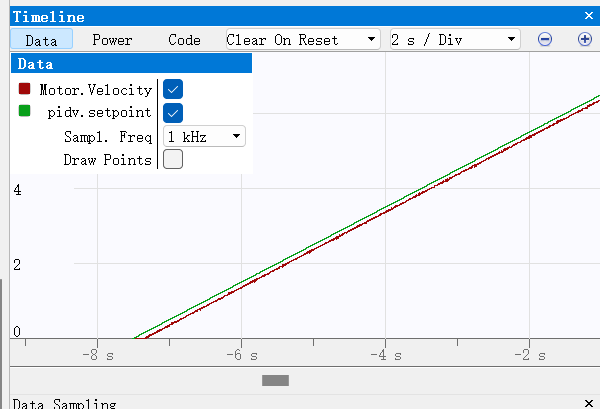 Timeline
Data Power Code Clear On Reset 2 s / Div
Data
Motor.Velocity
pidv.setpoint
Sampl. Freq 1 kHz
Draw Points
4
2
0
-8 s -6 s -4 s -2 s
Data Sampling